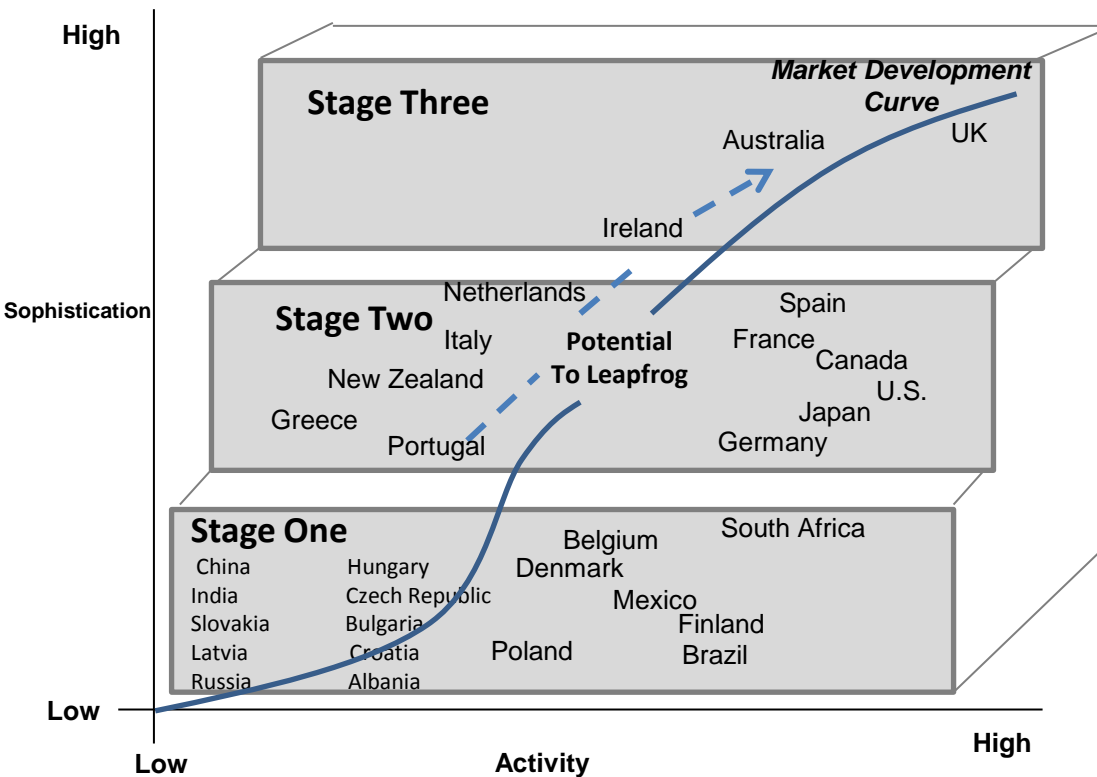 High
Market Development
Curve
Stage Three
Australia
UK
Ireland
Sophistication
Netherlands
Spain
Stage Two
Italy
Potential
To Leapfrog
France
Canada
New Zealand
U.S.
Greece
Japan
Portugal
Germany
Stage One
South Africa
Belgium
China
Hungary
Denmark
India
Czech Republic
Mexico
Slovakia
Bulgaria
Finland
Latvia
Croatia
Poland
Brazil
Russia
Albania
Low
Low
Activity
High